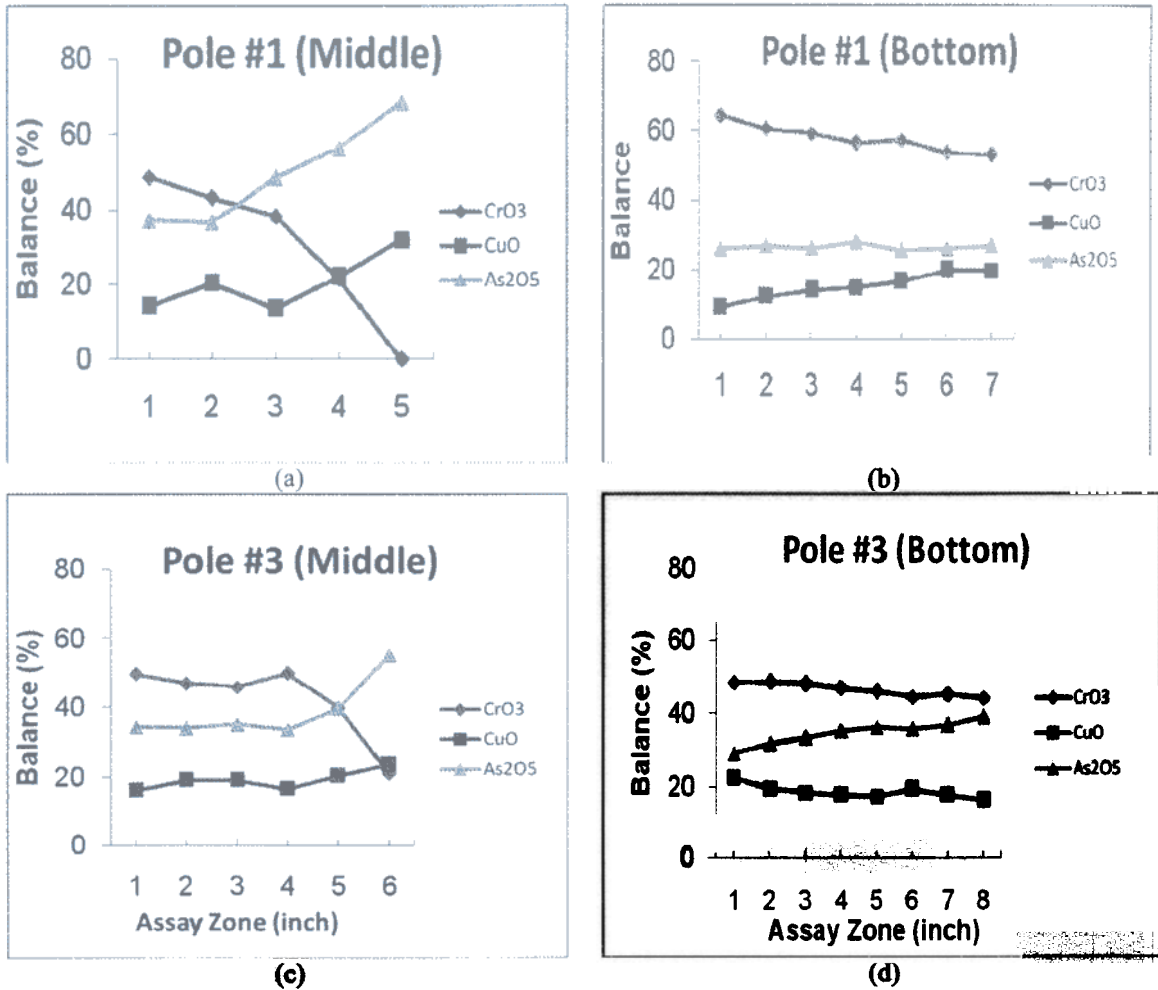 Pole #1 (Middle)
Balance (%)
80
60
40
20
0
1 2 3 4 5
CrO3
CuO
As2O5
(a)
Pole #1 (Bottom)
Balance
80
60
40
20
0
1 2 3 4 5 6 7
CrO3
CuO
As2O5
(b)
Pole #3 (Middle)
Balance (%)
80
60
40
20
0
1 2 3 4 5 6
Assay Zone (inch)
CrO3
CuO
As2O5
(c)
Pole #3 (Bottom)
Balance (%)
80
60
40
20
0
1 2 3 4 5 6 7 8
Assay Zone (inch)
CrO3
CuO
As2O5
(d)